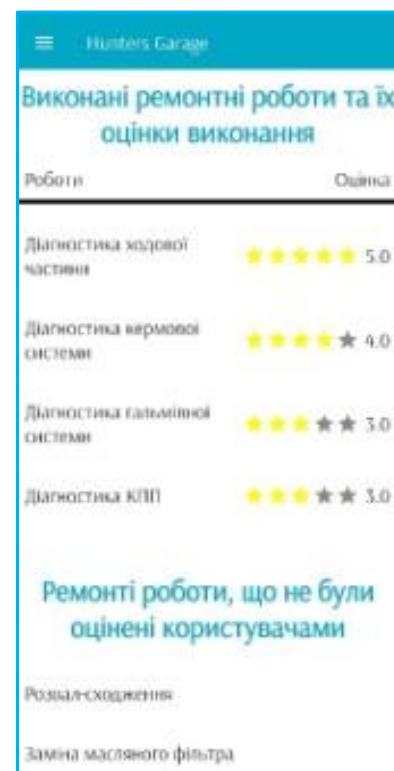 Hunters Garage
Виконані ремонтні роботи та їх
оцінки виконання
Роботи Оцінка
Діагностика ходової
частини
5.0
Діагностика кермової
системи
4.0
Діагностика гальмівної
системи
3.0
Діагностика КПП 3.0
Ремонті роботи, що не були
оцінені користувачами
Розвал-сходження
Заміна масляного фільтра